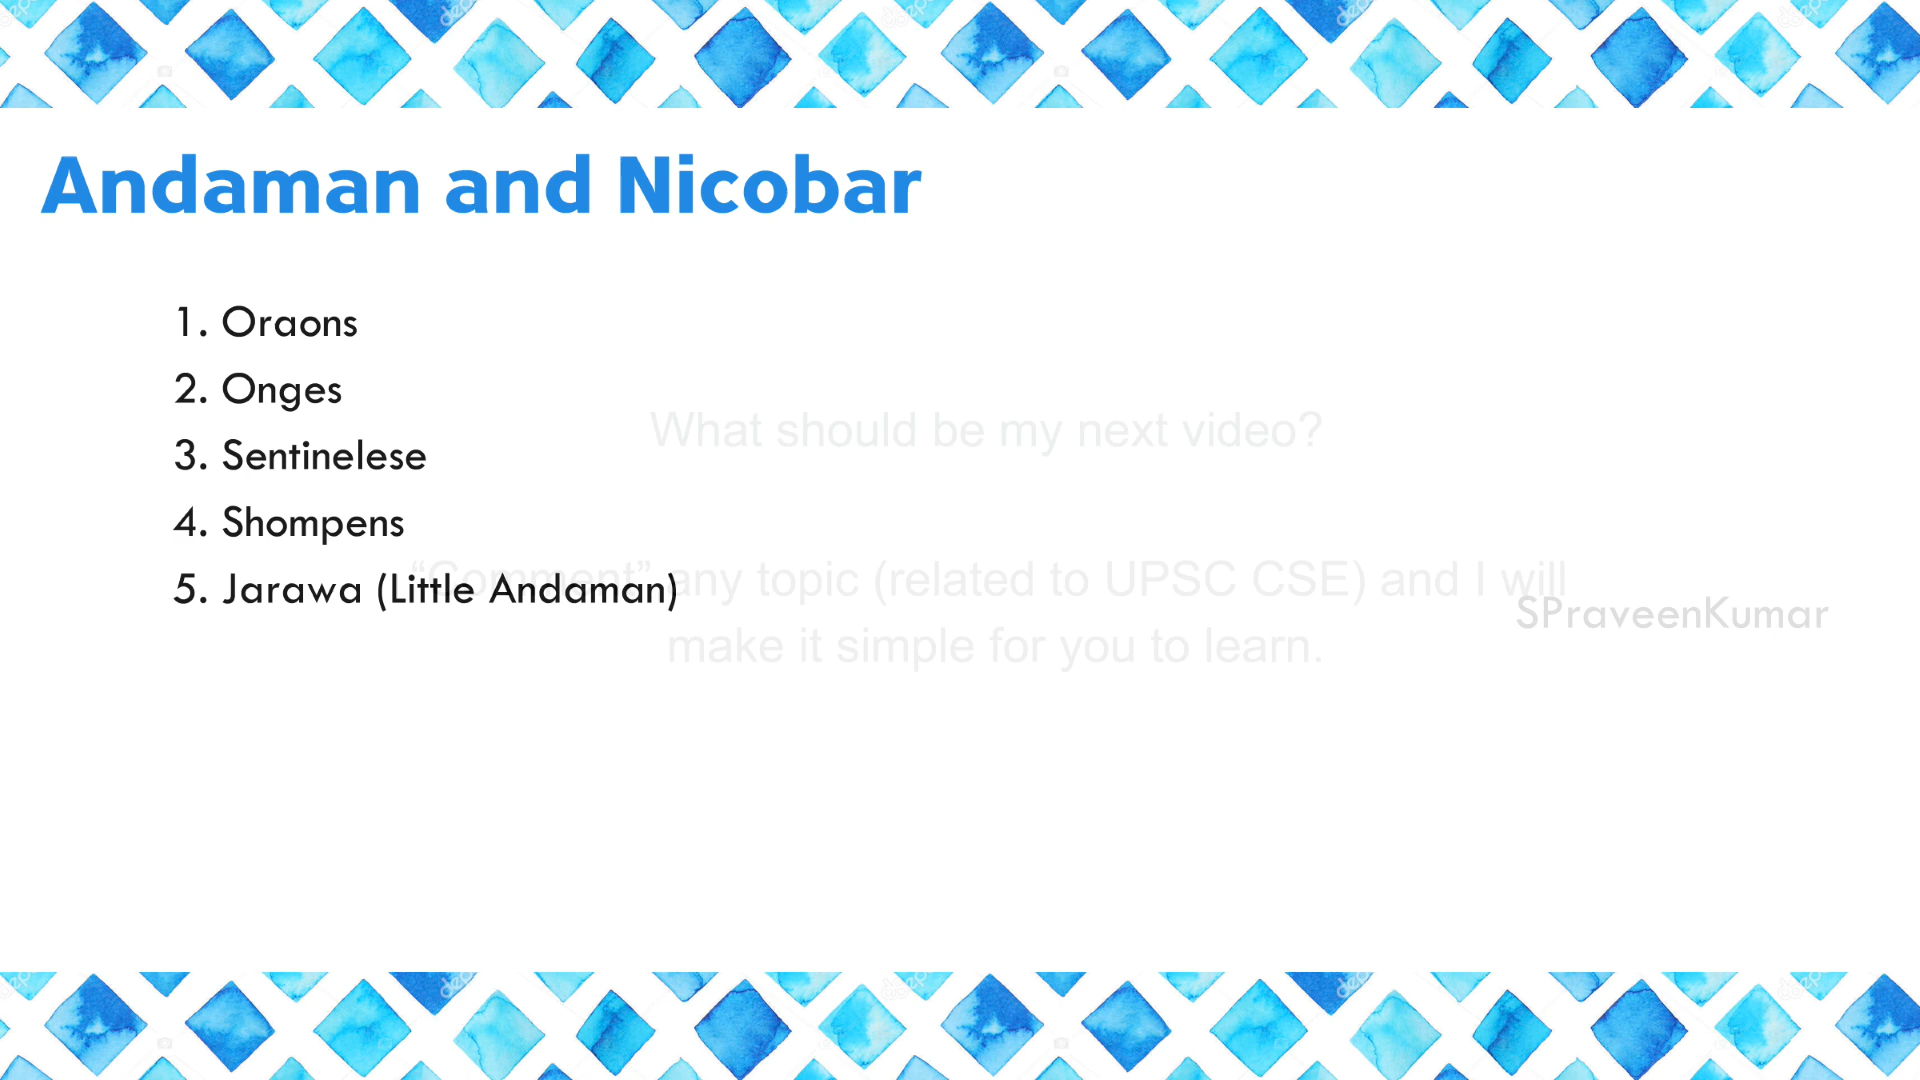 Andaman and Nicobar
1. Oraons
2. Onges
What should be my next video?
3. Sentinelese
4. Shompens
5. Jarawa (Little Andaman)
“Comment” any topic (related to UPSC CSE) and I will
SPraveenKumar
make it simple for you to learn.